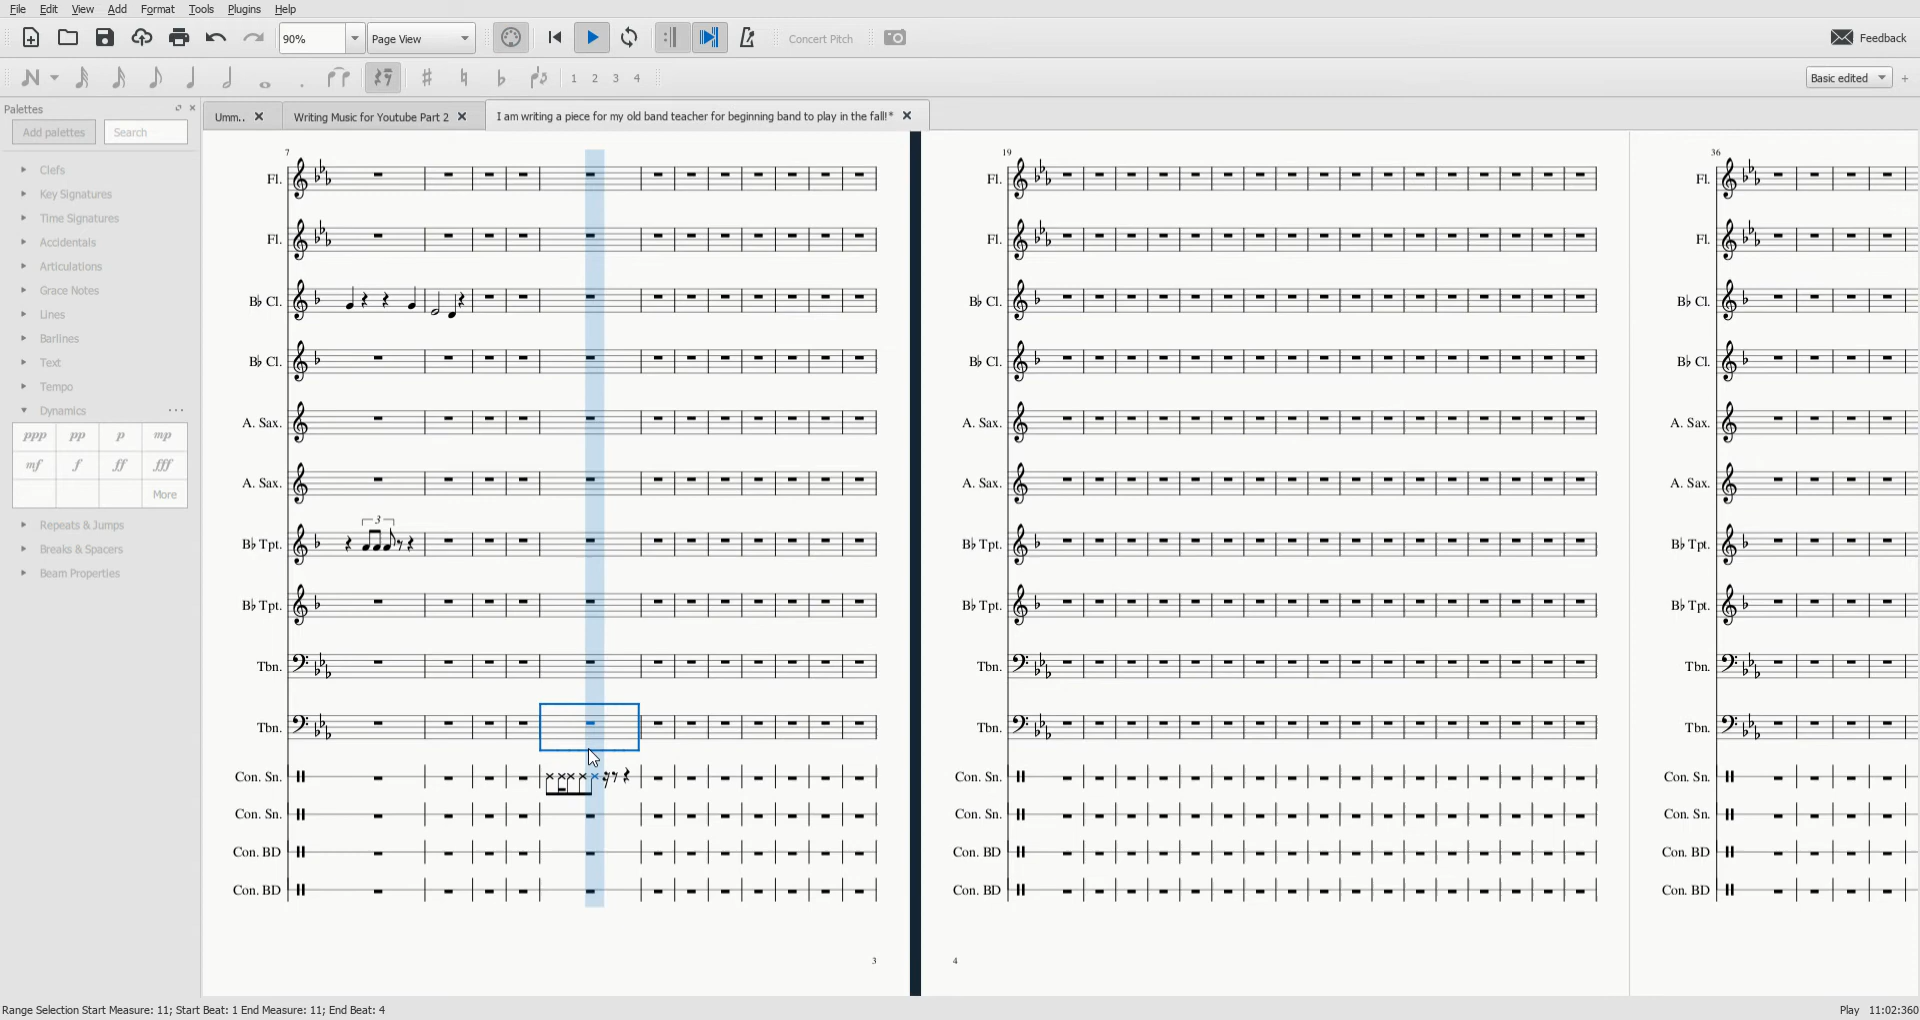 File Edit View Add Format Tools Plugins Help
90% Page View Concert Pitch Feedback
1 2 3 4 Basic edited +
Palettes
Umm.. Writing Music for Youtube Part 2 I am writing a piece for my old band teacher for beginning band to play in the fall!*
Add palettes Search
Clefs
Key Signatures
Time Signatures
Accidentals
Articulations
Grace Notes
Lines
Barlines
Text
Tempo
Dynamics ...
ppp pp p mp
mf f ff fff
More
Repeats & Jumps
Breaks & Spacers
Beam Properties
7
Fl.
Fl.
B♭ Cl.
B♭ Cl.
A. Sax.
A. Sax.
3
B♭ Tpt.
B♭ Tpt.
Tbn.
Tbn.
Con. Sn.
Con. Sn.
Con. BD
Con. BD
3
19
Fl.
Fl.
B♭ Cl.
B♭ Cl.
A. Sax.
A. Sax.
B♭ Tpt.
B♭ Tpt.
Tbn.
Tbn.
Con. Sn.
Con. Sn.
Con. BD
Con. BD
4
36
Fl.
Fl.
B♭ Cl.
B♭ Cl.
A. Sax.
A. Sax.
B♭ Tpt.
B♭ Tpt.
Tbn.
Tbn.
Con. Sn.
Con. Sn.
Con. BD
Con. BD
Range Selection Start Measure: 11; Start Beat: 1 End Measure: 11; End Beat: 4 Play 11:02:360